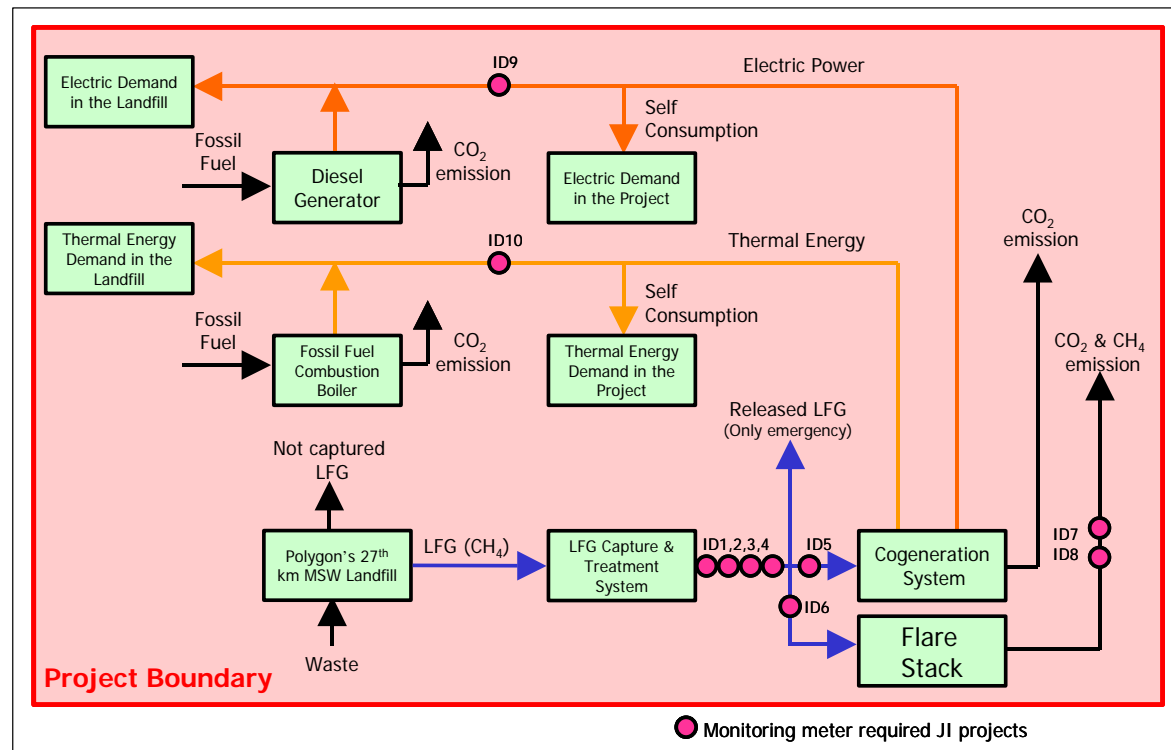 ID9
Electric Power
Electric Demand
in the Landfill
Self
Consumption
Fossil
Fuel
CO2
emission
Diesel
Generator
Electric Demand
in the Project
Thermal Energy
Demand in the
Landfill
ID10
Thermal Energy
CO2
emission
Self
Consumption
Fossil
Fuel
CO2
emission
Fossil Fuel
Combustion
Boiler
Thermal Energy
Demand in the
Project
CO2 & CH4
emission
Released LFG
(Only emergency)
Not captured
LFG
LFG (CH4)
Polygon's 27th
km MSW Landfill
LFG Capture &
Treatment
System
ID1,2,3,4
ID5
Cogeneration
System
ID7
ID8
ID6
Flare
Stack
Waste
Project Boundary
Monitoring meter required JI projects